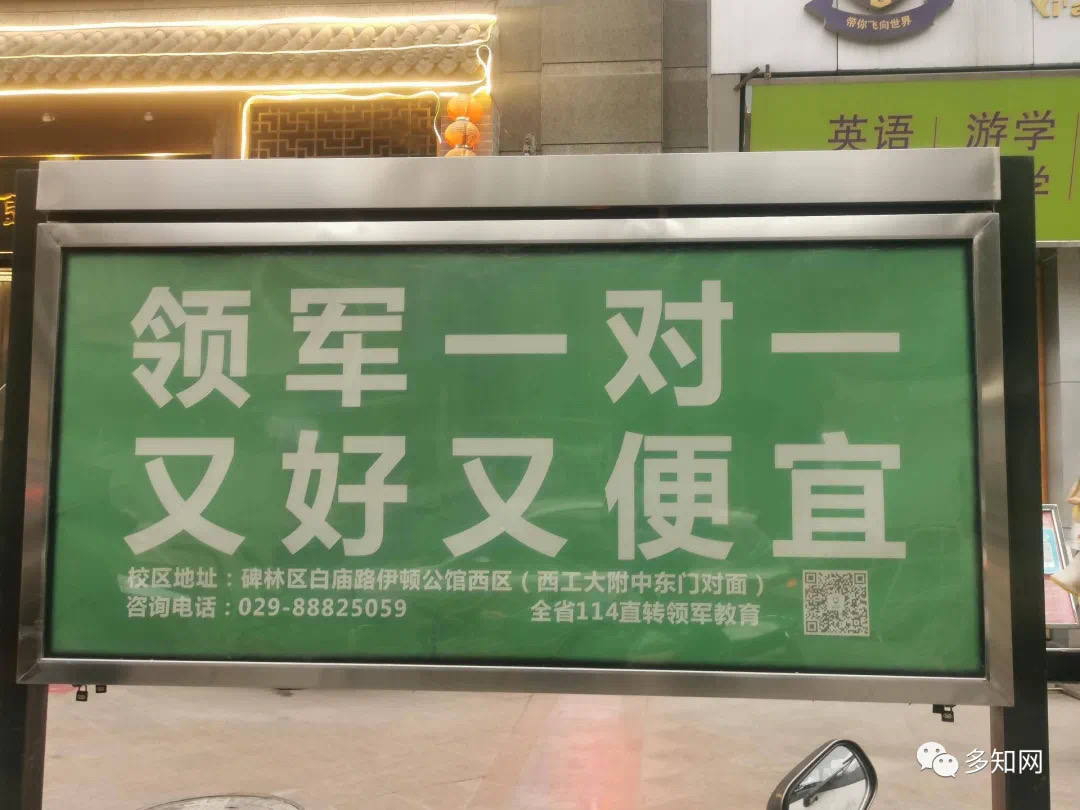 带你飞向世界
英语｜游学
学
领军一对一
又好又便宜
校区地址：碑林区白庙路伊顿公馆西区（西工大附中东门对面）
咨询电话：029-88825059
全省114直转领军教育
多知网